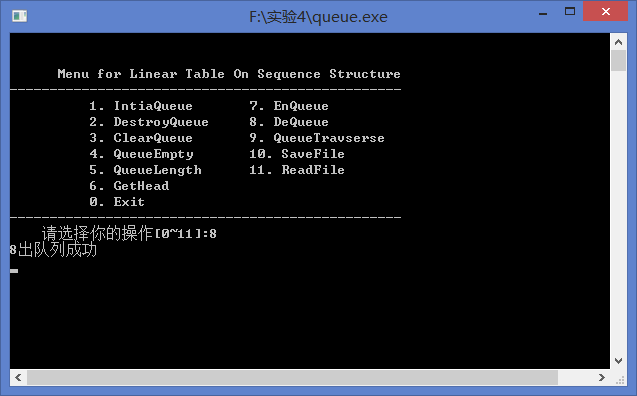 F:\实验4\queue.exe
Menu for Linear Table On Sequence Structure
-------------------------------------------------
1. IntiaQueue 7. EnQueue
2. DestroyQueue 8. DeQueue
3. ClearQueue 9. QueueTravserse
4. QueueEmpty 10. SaveFile
5. QueueLength 11. ReadFile
6. GetHead
0. Exit
-------------------------------------------------
请选择你的操作[0~11]:8
8出队列成功